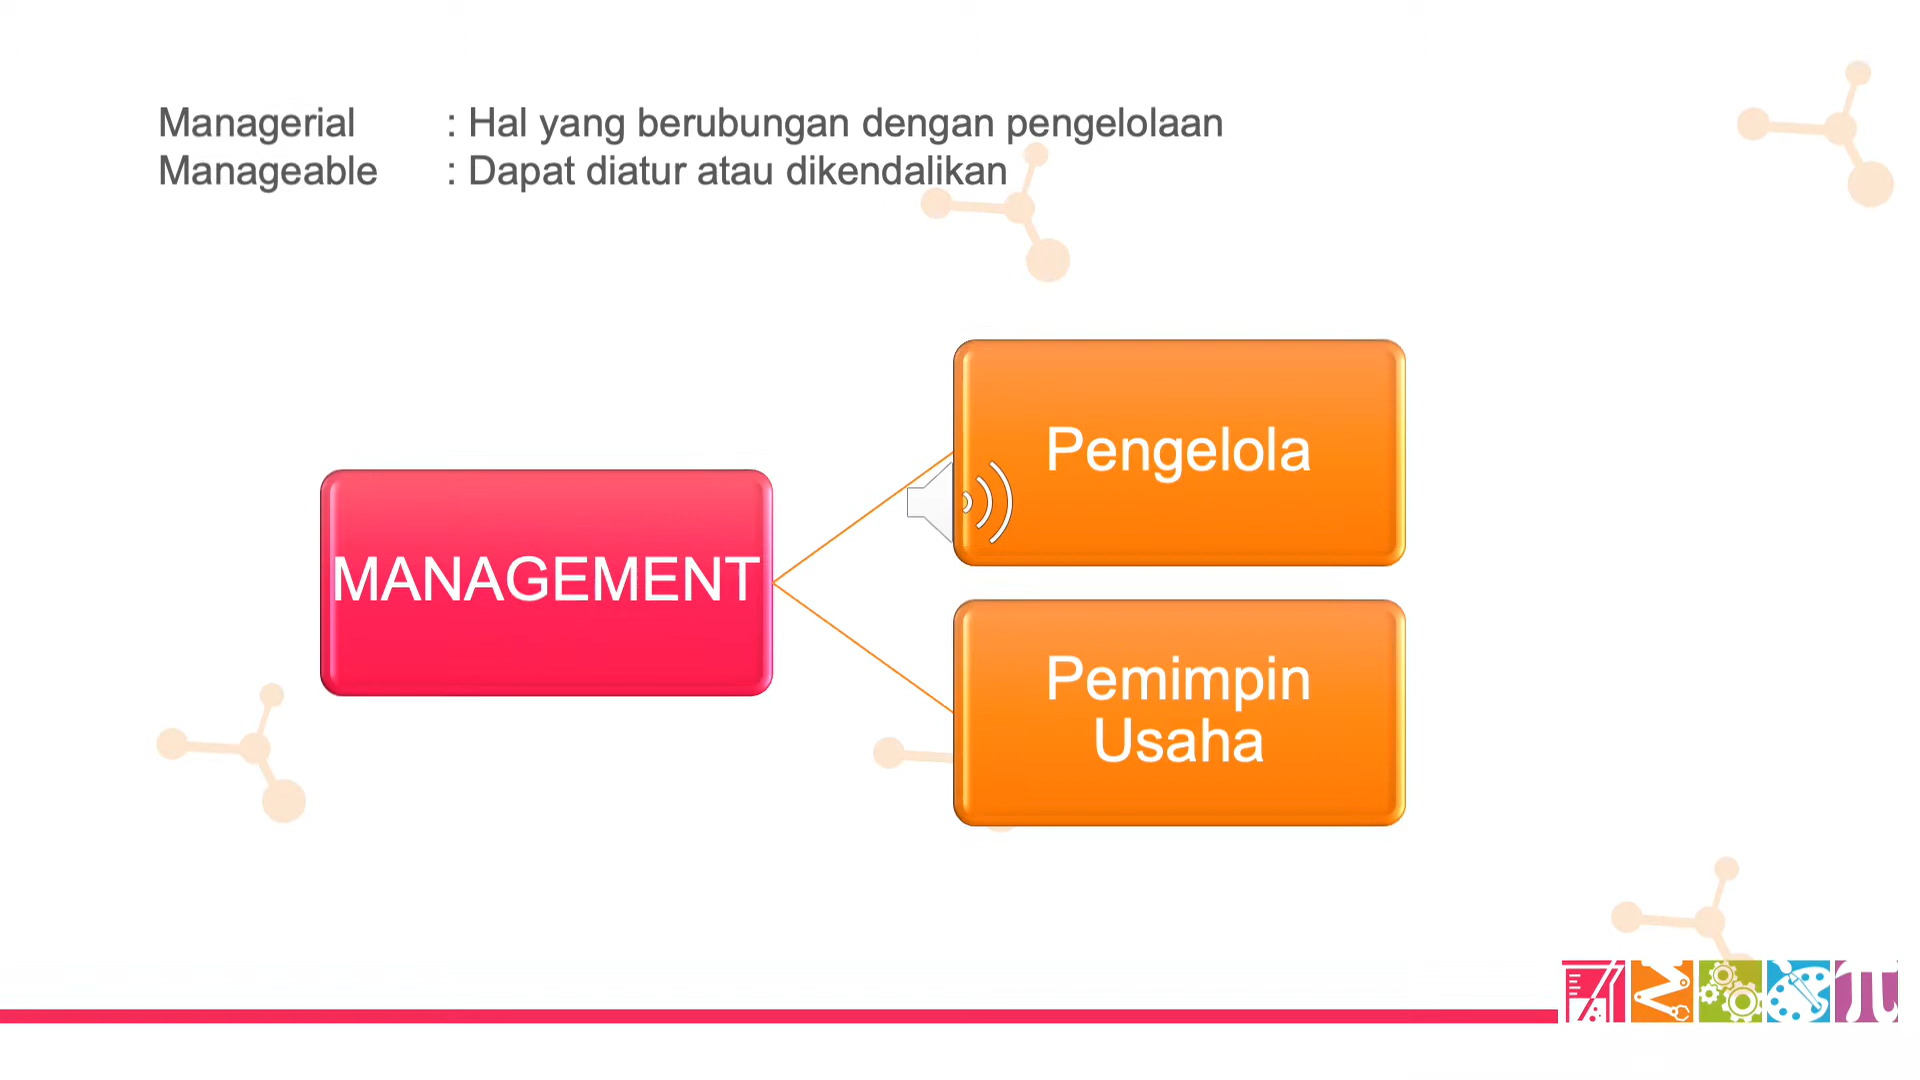 Managerial : Hal yang berubungan dengan pengelolaan
Manageable : Dapat diatur atau dikendalikan
MANAGEMENT
Pengelola
Pemimpin
Usaha